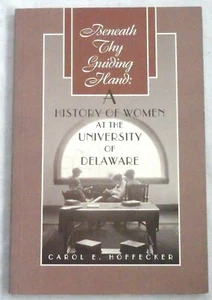 Beneath
Thy
Guiding
Hand:
A
HISTORY OF WOMEN
AT THE
UNIVERSITY
OF
DELAWARE
CAROL E. HOFFECKER